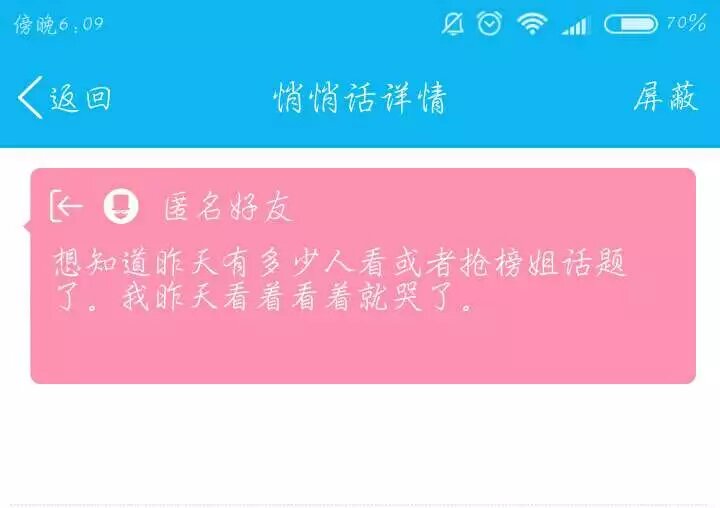 傍晚6:09
70%
返回
悄悄话详情
屏蔽
匿名好友
想知道昨天有多少人看或者抢榜姐话题
了。我昨天看着看着就哭了。